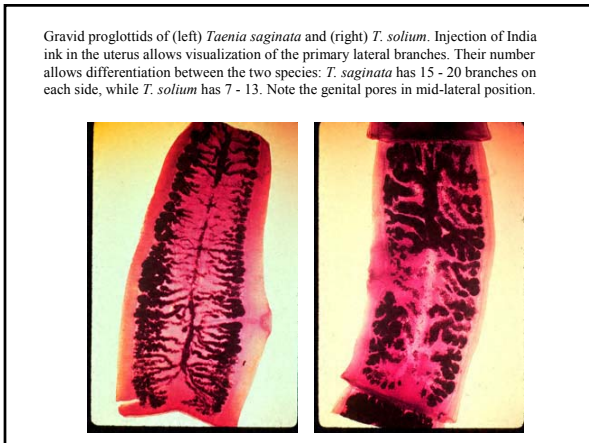 Gravid proglottids of (left) Taenia saginata and (right) T. solium. Injection of India
ink in the uterus allows visualization of the primary lateral branches. Their number
allows differentiation between the two species: T. saginata has 15 - 20 branches on
each side, while T. solium has 7 - 13. Note the genital pores in mid-lateral position.